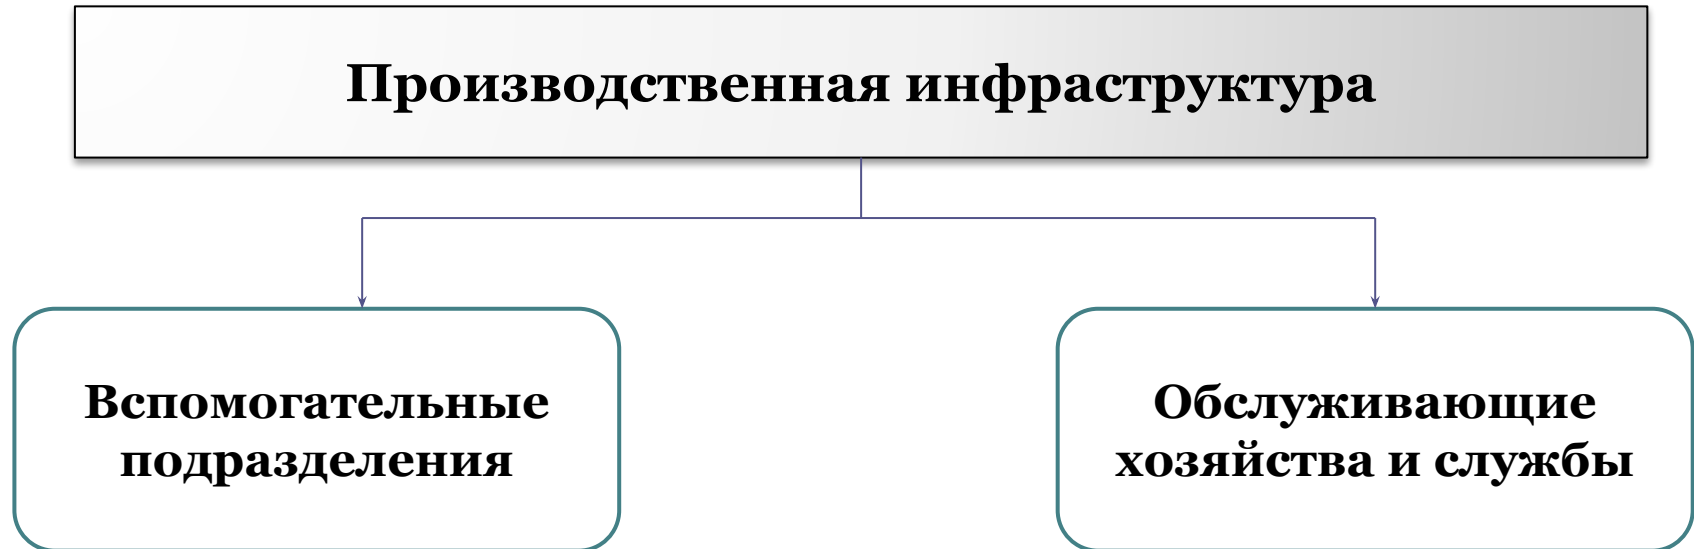 Производственная инфраструктура
Вспомогательные
подразделения
Обслуживающие
хозяйства и службы